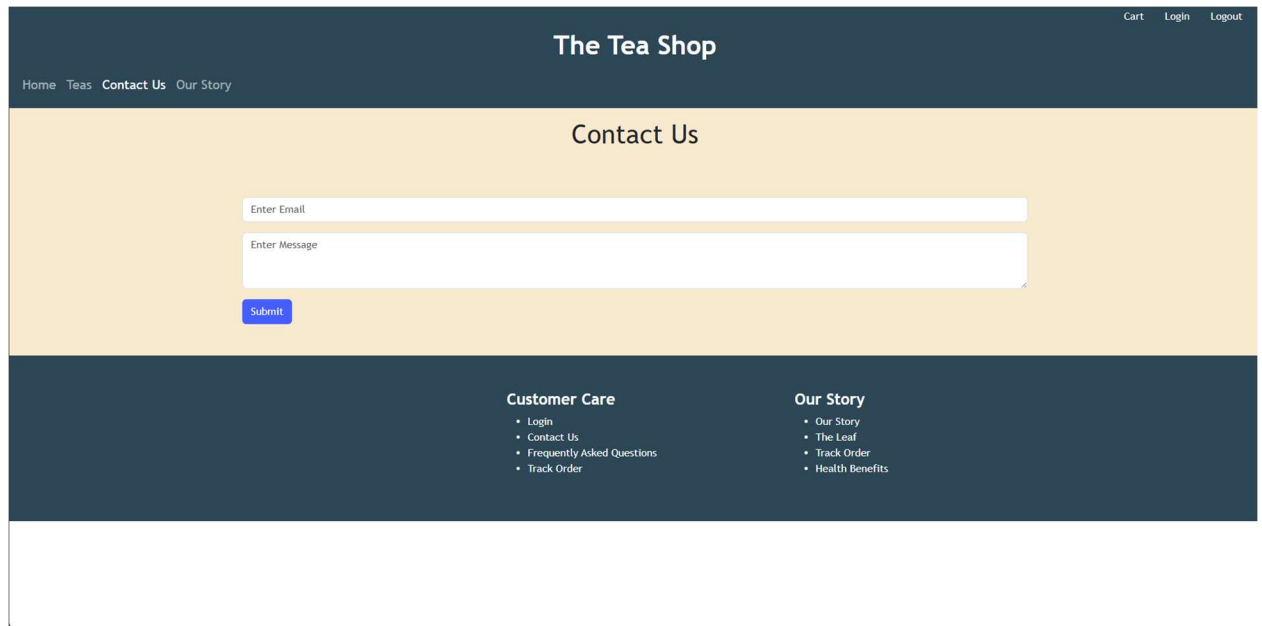 Cart Login Logout
The Tea Shop
Home Teas Contact Us Our Story
Contact Us
Enter Email
Enter Message
Submit
Customer Care
• Login
• Contact Us
• Frequently Asked Questions
• Track Order
Our Story
• Our Story
• The Leaf
• Track Order
• Health Benefits